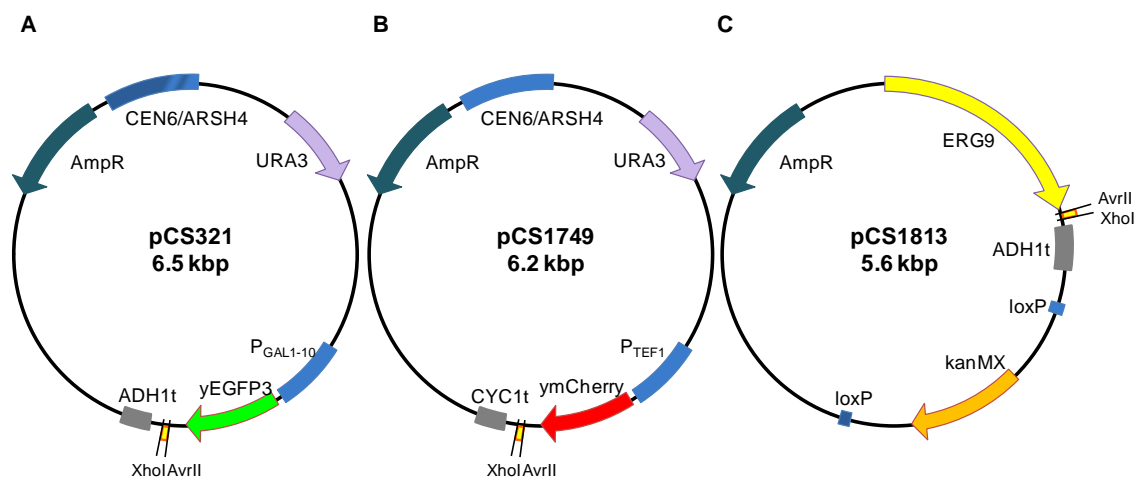 A
B
C
CEN6/ARSH4
AmpR
URA3
pCS321
6.5 kbp
PGAL1-10
yEGFP3
ADH1t
XhoI AvrII
CEN6/ARSH4
AmpR
URA3
pCS1749
6.2 kbp
PTEF1
ymCherry
CYC1t
XhoI AvrII
ERG9
AmpR
AvrII
XhoI
ADH1t
pCS1813
5.6 kbp
loxP
kanMX
loxP